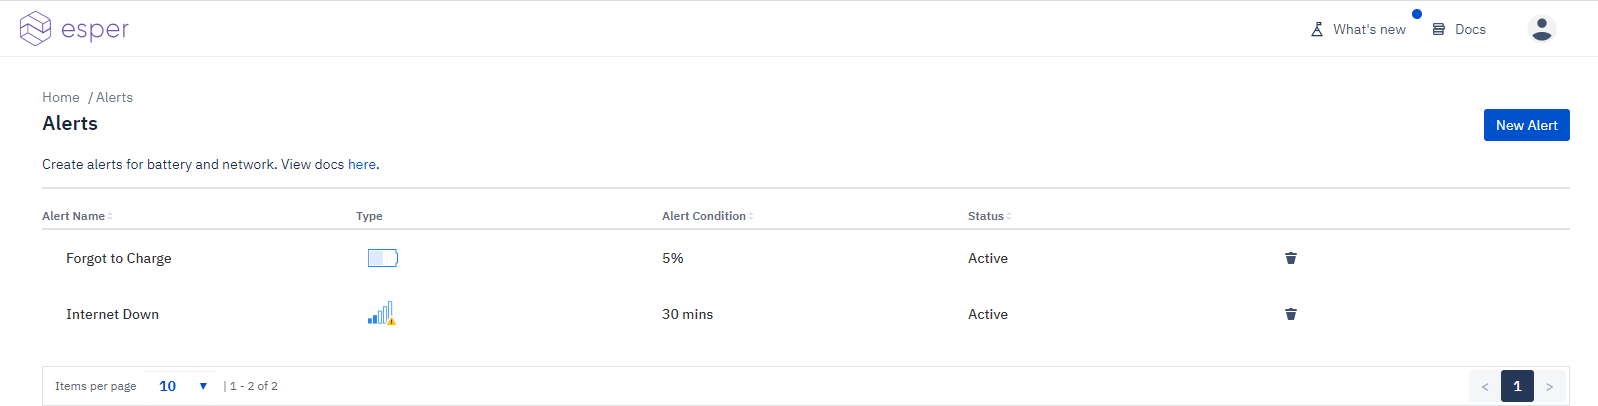 esper
What's new
Docs
Home / Alerts
Alerts
New Alert
Create alerts for battery and network. View docs here.
Alert Name Type Alert Condition Status
Forgot to Charge 5% Active
Internet Down 30 mins Active
Items per page 10 | 1 - 2 of 2 < 1 >